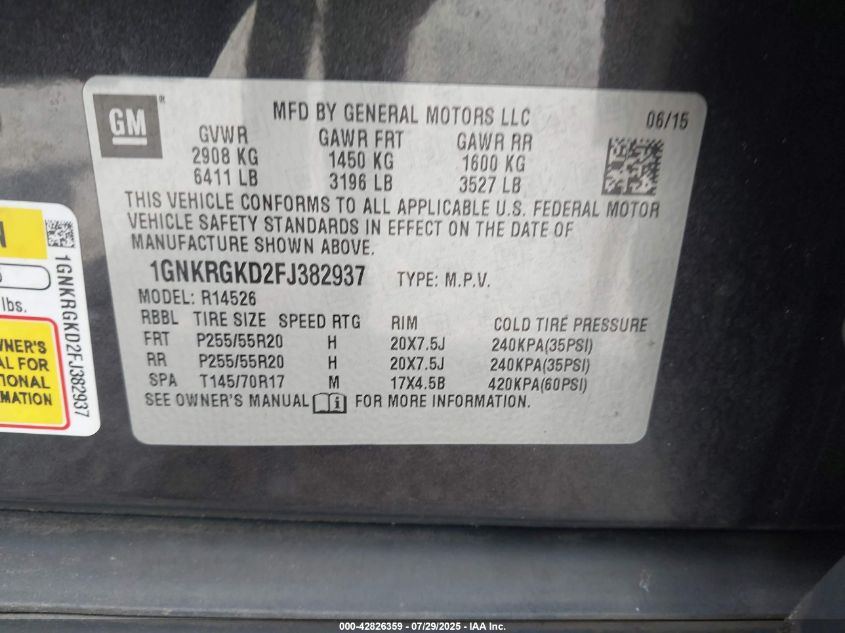 GM ®
MFD BY GENERAL MOTORS LLC 06/15
GVWR GAWR FRT GAWR RR
2908 KG 1450 KG 1600 KG
6411 LB 3196 LB 3527 LB
THIS VEHICLE CONFORMS TO ALL APPLICABLE U.S. FEDERAL MOTOR
VEHICLE SAFETY STANDARDS IN EFFECT ON THE DATE OF
MANUFACTURE SHOWN ABOVE.
1GNKRGKD2FJ382937 TYPE: M.P.V.
MODEL: R14526
RBBL TIRE SIZE SPEED RTG RIM COLD TIRE PRESSURE
FRT P255/55R20 H 20X7.5J 240KPA(35PSI)
RR P255/55R20 H 20X7.5J 240KPA(35PSI)
SPA T145/70R17 M 17X4.5B 420KPA(60PSI)
SEE OWNER'S MANUAL i FOR MORE INFORMATION.
lbs.
WNER'S
AL FOR
TIONAL
MATION
1GNKRGKD2FJ382937
000-42826359 / 07/29/2025 - IAA Inc.